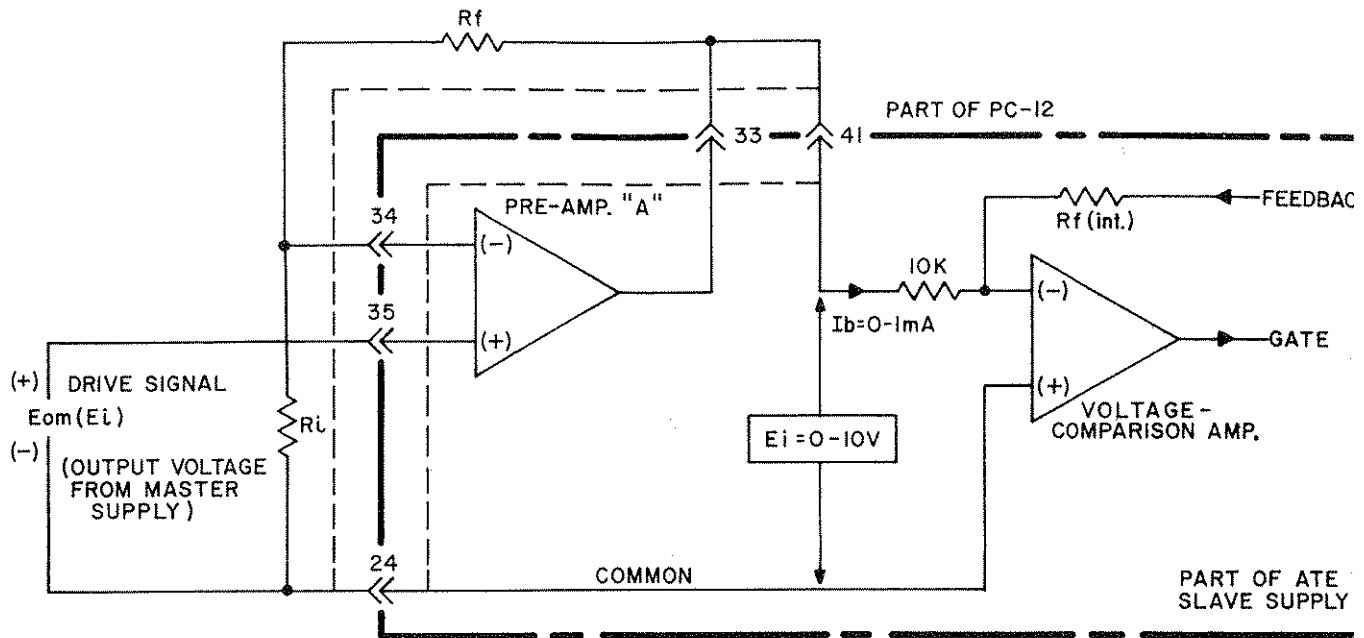 Rf
PART OF PC-12
33
41
PRE-AMP. "A"
34
(-)
35
(+)
Rf (int.)
FEEDBAC
10K
(-)
Ib=0-1mA
GATE
(+)
VOLTAGE-
COMPARISON AMP.
(+)
DRIVE SIGNAL
Eom (Ei)
(-)
(OUTPUT VOLTAGE
FROM MASTER
SUPPLY)
Ri
Ei = 0-10V
24
COMMON
PART OF ATE
SLAVE SUPPLY